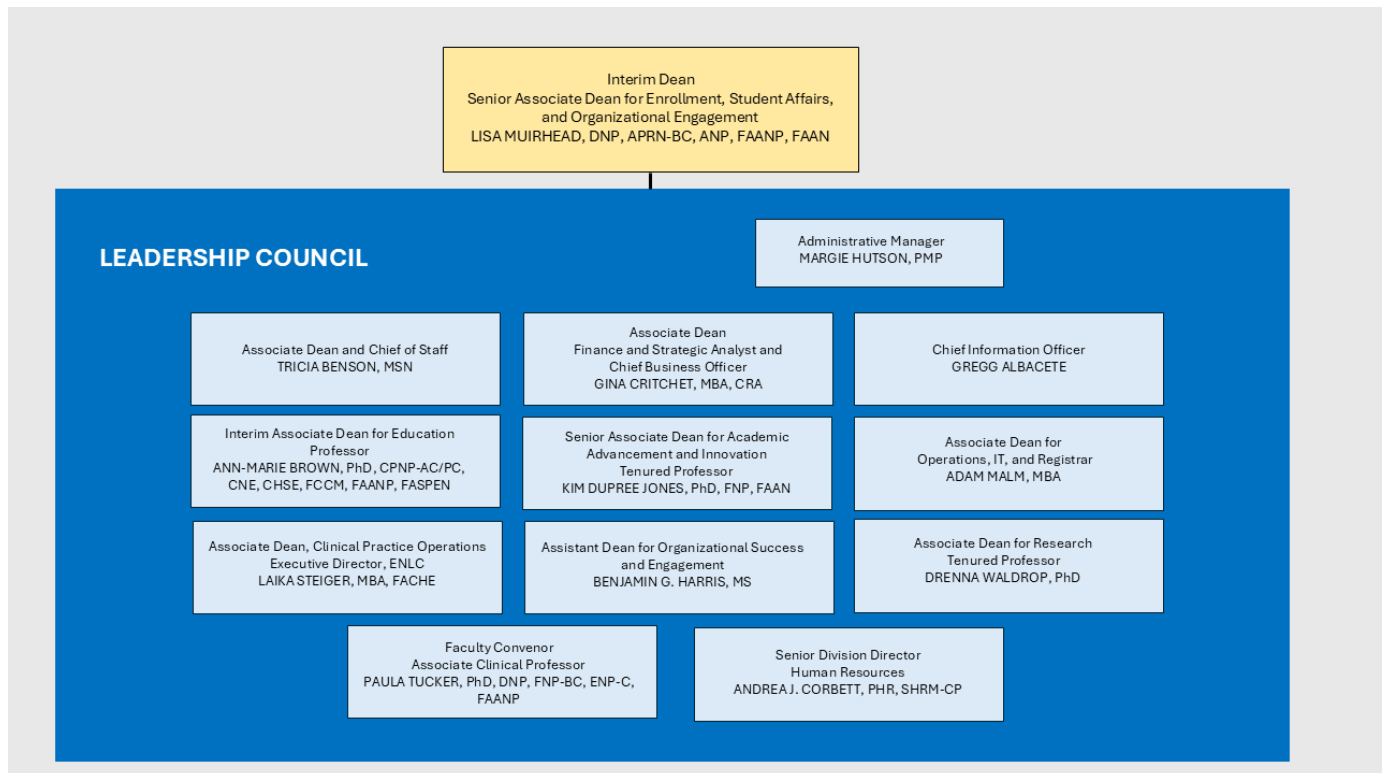 Interim Dean
Senior Associate Dean for Enrollment, Student Affairs,
and Organizational Engagement
LISA MUIRHEAD, DNP, APRN-BC, ANP, FAANP, FAAN
LEADERSHIP COUNCIL
Administrative Manager
MARGIE HUTSON, PMP
Associate Dean and Chief of Staff
TRICIA BENSON, MSN
Associate Dean
Finance and Strategic Analyst and
Chief Business Officer
GINA CRITCHET, MBA, CRA
Chief Information Officer
GREGG ALBACETE
Interim Associate Dean for Education
Professor
ANN-MARIE BROWN, PhD, CPNP-AC/PC,
CNE, CHSE, FCCM, FAANP, FASPEN
Senior Associate Dean for Academic
Advancement and Innovation
Tenured Professor
KIM DUPREE JONES, PhD, FNP, FAAN
Associate Dean for
Operations, IT, and Registrar
ADAM MALM, MBA
Associate Dean, Clinical Practice Operations
Executive Director, ENLC
LAIKA STEIGER, MBA, FACHE
Assistant Dean for Organizational Success
and Engagement
BENJAMIN G. HARRIS, MS
Associate Dean for Research
Tenured Professor
DRENNA WALDROP, PhD
Faculty Convenor
Associate Clinical Professor
PAULA TUCKER, PhD, DNP, FNP-BC, ENP-C,
FAANP
Senior Division Director
Human Resources
ANDREA J. CORBETT, PHR, SHRM-CP